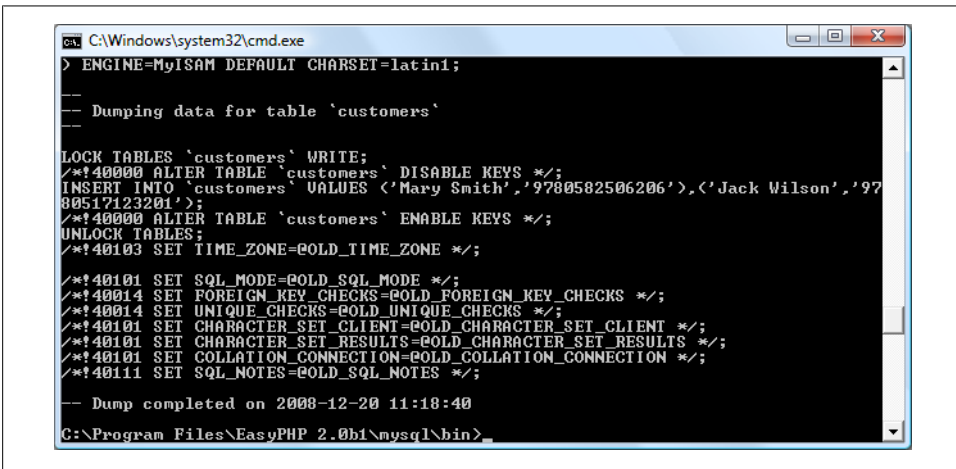 C:\Windows\system32\cmd.exe
) ENGINE=MyISAM DEFAULT CHARSET=latin1;
--
-- Dumping data for table `customers`
--
LOCK TABLES `customers` WRITE;
/*!40000 ALTER TABLE `customers` DISABLE KEYS */;
INSERT INTO `customers` VALUES ('Mary Smith','9780582506206'),('Jack Wilson','97
80517123201');
/*!40000 ALTER TABLE `customers` ENABLE KEYS */;
UNLOCK TABLES;
/*!40103 SET TIME_ZONE=@OLD_TIME_ZONE */;
/*!40101 SET SQL_MODE=@OLD_SQL_MODE */;
/*!40014 SET FOREIGN_KEY_CHECKS=@OLD_FOREIGN_KEY_CHECKS */;
/*!40014 SET UNIQUE_CHECKS=@OLD_UNIQUE_CHECKS */;
/*!40101 SET CHARACTER_SET_CLIENT=@OLD_CHARACTER_SET_CLIENT */;
/*!40101 SET CHARACTER_SET_RESULTS=@OLD_CHARACTER_SET_RESULTS */;
/*!40101 SET COLLATION_CONNECTION=@OLD_COLLATION_CONNECTION */;
/*!40111 SET SQL_NOTES=@OLD_SQL_NOTES */;
-- Dump completed on 2008-12-20 11:18:40
C:\Program Files\EasyPHP 2.0b1\mysql\bin>_